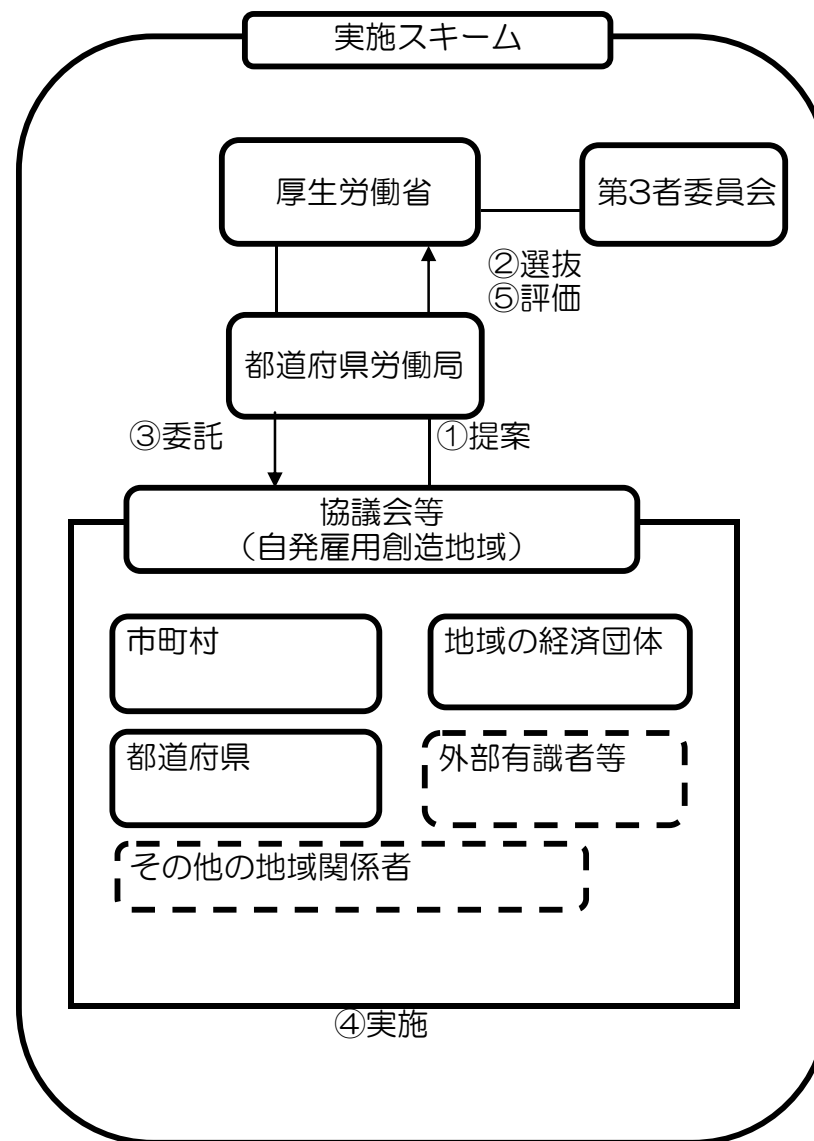 実施スキーム
厚生労働省
第3者委員会
②選抜
⑤評価
都道府県労働局
③委託
①提案
協議会等
（自発雇用創造地域）
市町村
地域の経済団体
都道府県
外部有識者等
その他の地域関係者
④実施